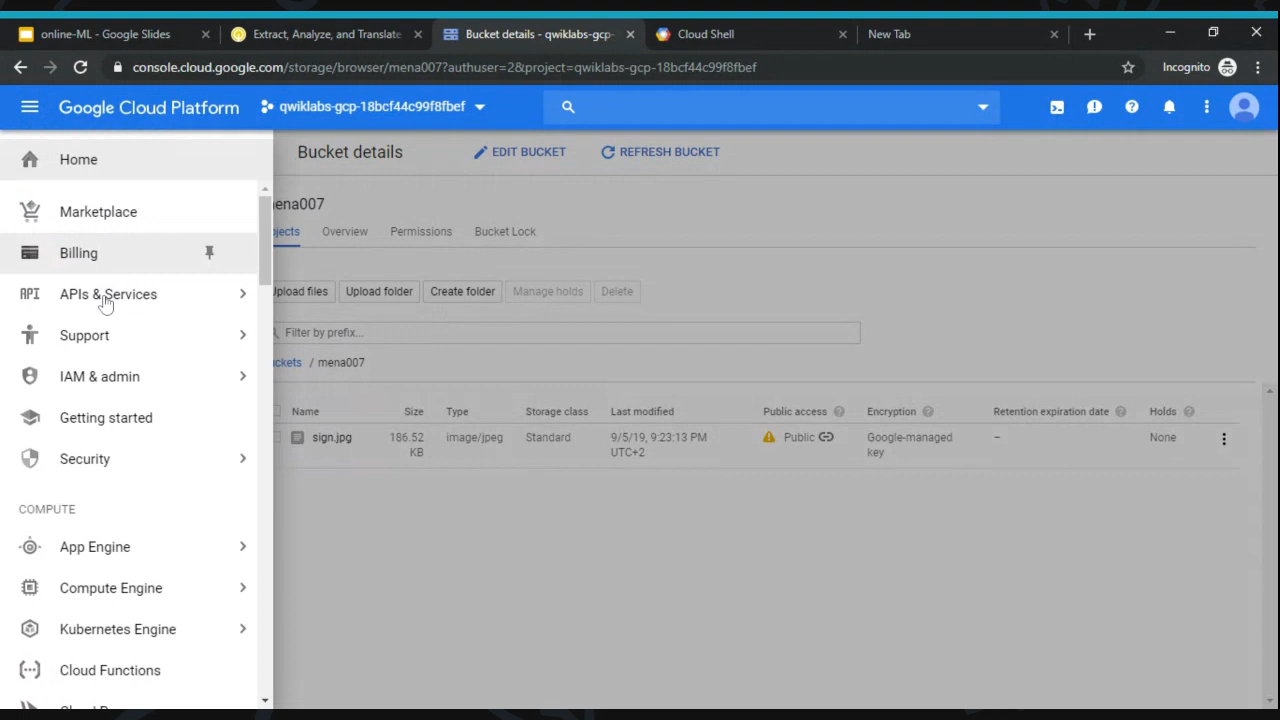 online-ML - Google Slides
Extract, Analyze, and Translate
Bucket details - qwiklabs-gcp-
Cloud Shell
New Tab
console.cloud.google.com/storage/browser/mena007?authuser=2&project=qwiklabs-gcp-18bcf44c99f8fbef
Incognito
Google Cloud Platform
qwiklabs-gcp-18bcf44c99f8fbef
Home
Marketplace
Billing
API
APIs & Services
Support
IAM & admin
Getting started
Security
COMPUTE
App Engine
Compute Engine
Kubernetes Engine
Cloud Functions
Bucket details
EDIT BUCKET
REFRESH BUCKET
ena007
jects
Overview
Permissions
Bucket Lock
Upload files
Upload folder
Create folder
Manage holds
Delete
Filter by prefix...
uckets / mena007
Name Size Type Storage class Last modified Public access Encryption Retention expiration date Holds
sign.jpg 186.52 image/jpeg Standard 9/5/19, 9:23:13 PM Public Google-managed – None
KB UTC+2 key